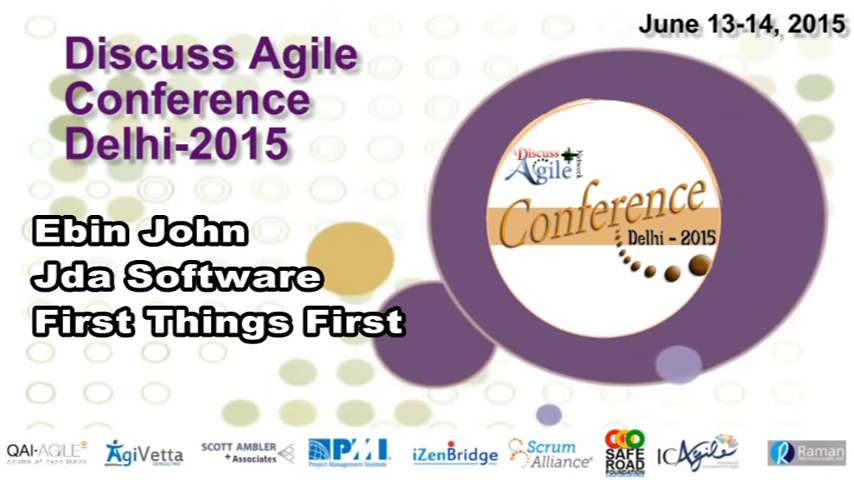 June 13-14, 2015
Discuss Agile
Conference
Delhi-2015
Discuss
Agile
Network
Conference
Delhi - 2015
Ebin John
Jda Software
First Things First
QAI-AGILE
AgiVetta
CONSULTING
SCOTT AMBLER
+ Associates
PMI
Project Management Institute
iZenBridge
Scrum
Alliance®
SAFE
ROAD
FOUNDATION
ICAgile
Raman